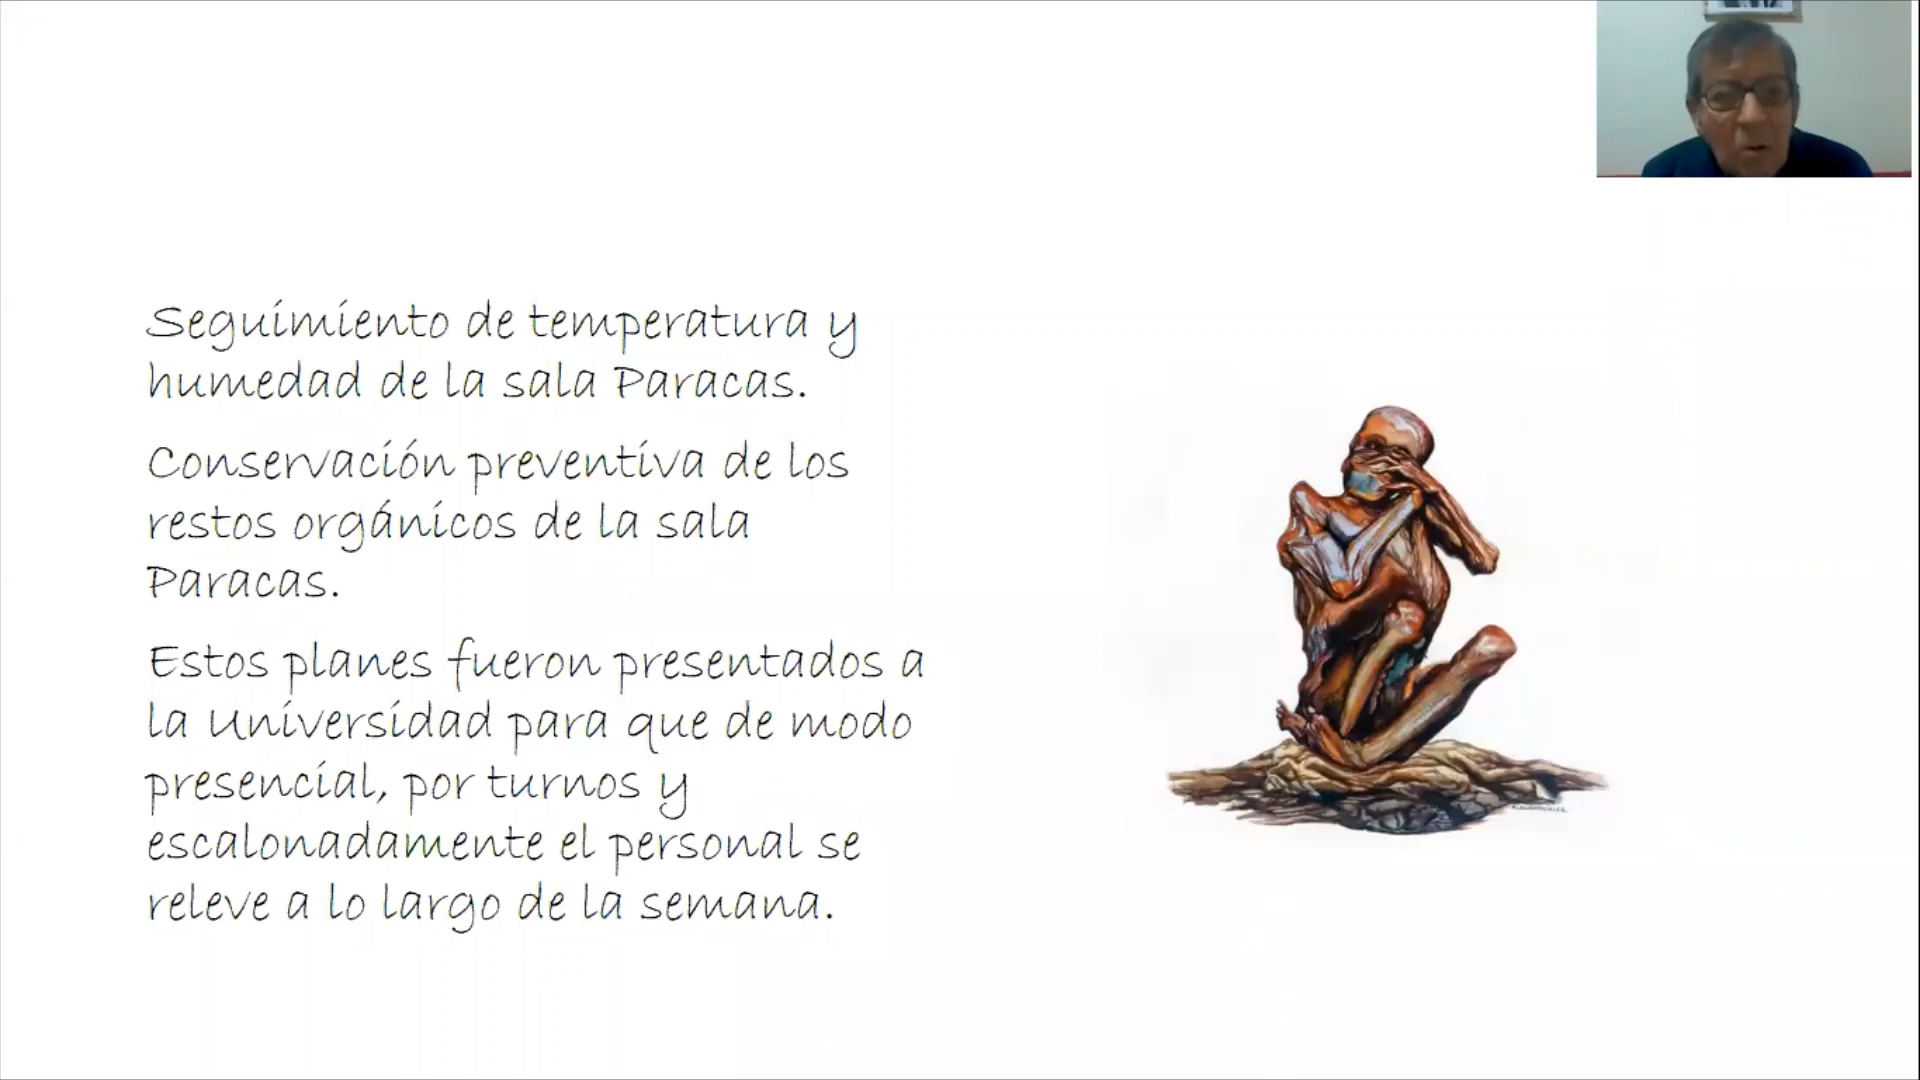 Seguimiento de temperatura y
humedad de la sala Paracas.
Conservación preventiva de los
restos orgánicos de la sala
Paracas.
Estos planes fueron presentados a
la Universidad para que de modo
presencial, por turnos y
escalonadamente el personal se
releve a lo largo de la semana.